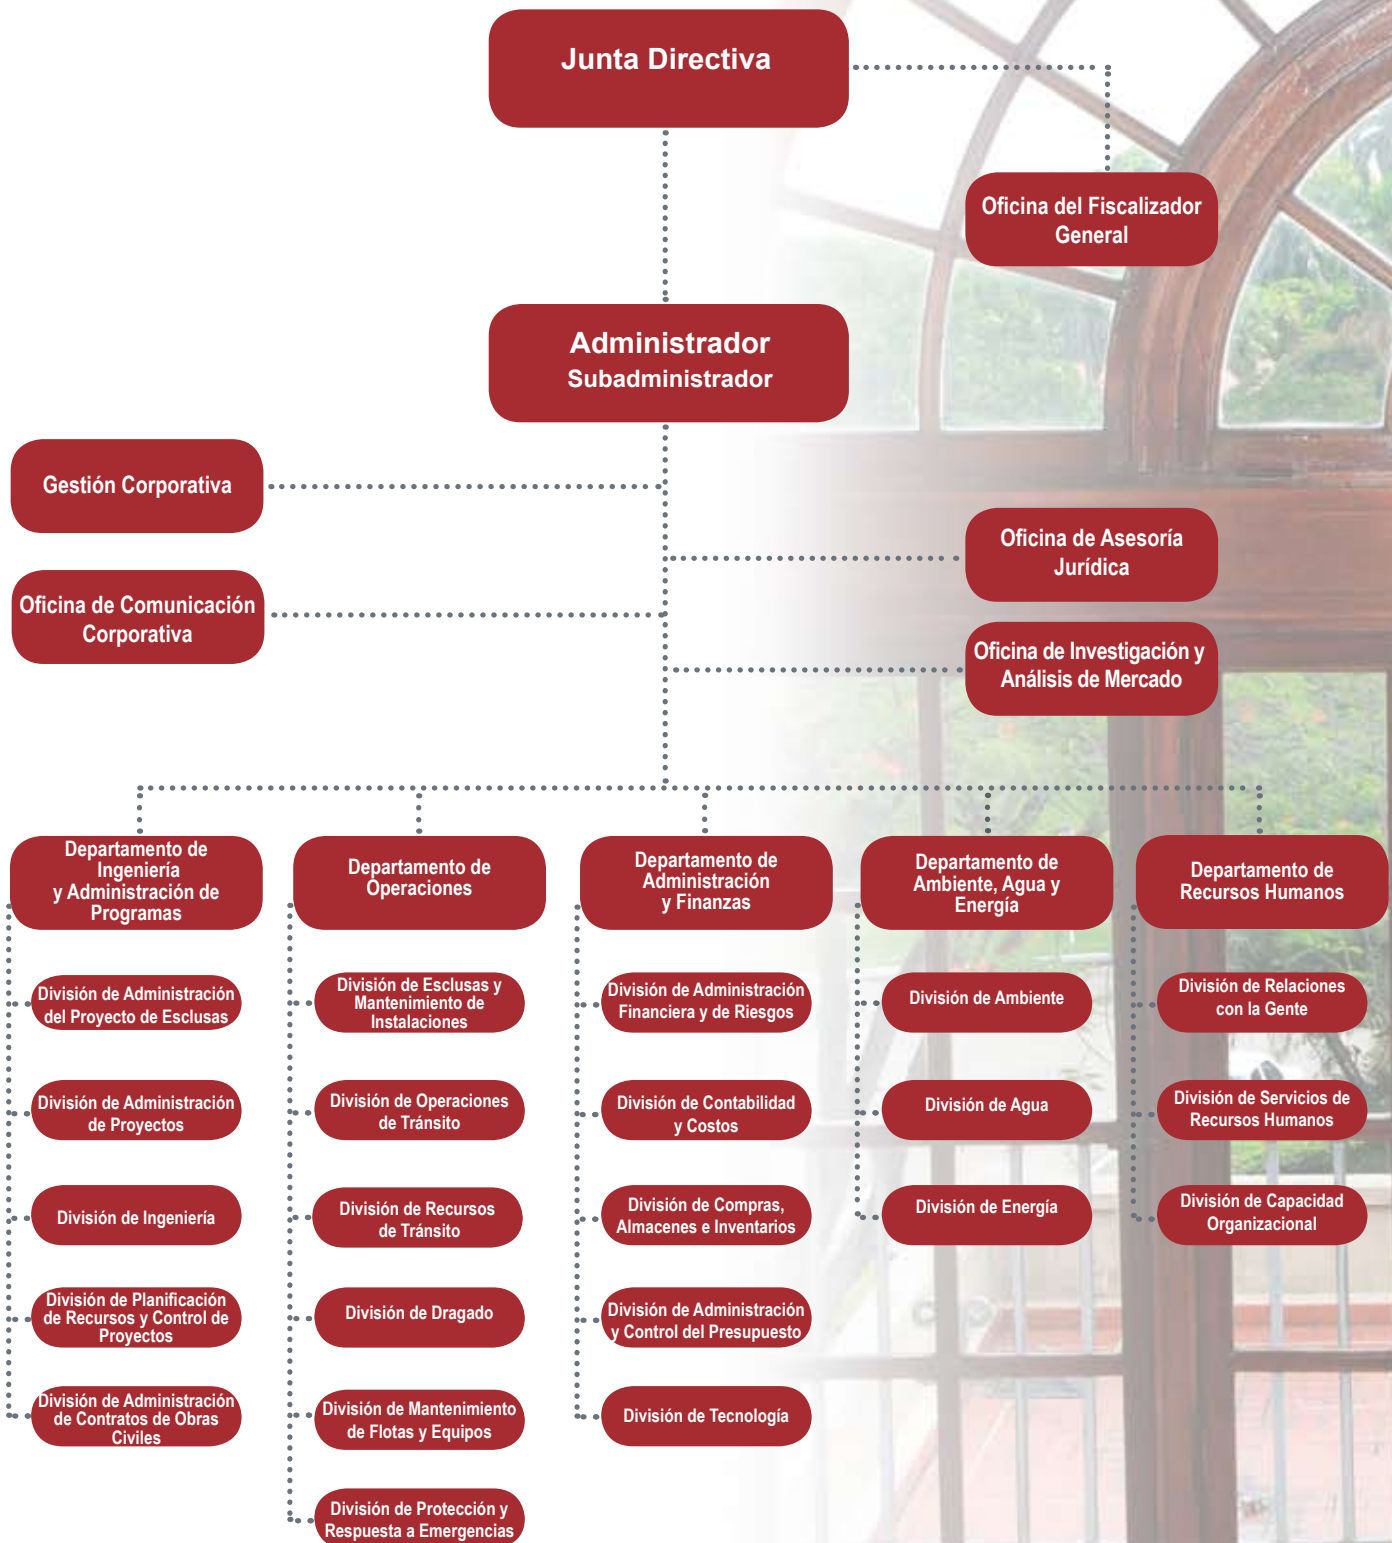 Junta Directiva
Oficina del Fiscalizador
General
Administrador
Subadministrador
Gestión Corporativa
Oficina de Asesoría
Jurídica
Oficina de Comunicación
Corporativa
Oficina de Investigación y
Análisis de Mercado
Departamento de
Ingeniería
y Administración de
Programas
División de Administración
del Proyecto de Esclusas
División de Administración
de Proyectos
División de Ingeniería
División de Planificación
de Recursos y Control de
Proyectos
División de Administración
de Contratos de Obras
Civiles
Departamento de
Operaciones
División de Esclusas y
Mantenimiento de
Instalaciones
División de Operaciones
de Tránsito
División de Recursos
de Tránsito
División de Dragado
División de Mantenimiento
de Flotas y Equipos
División de Protección y
Respuesta a Emergencias
Departamento de
Administración
y Finanzas
División de Administración
Financiera y de Riesgos
División de Contabilidad
y Costos
División de Compras,
Almacenes e Inventarios
División de Administración
y Control del Presupuesto
División de Tecnología
Departamento de
Ambiente, Agua y
Energía
División de Ambiente
División de Agua
División de Energía
Departamento de
Recursos Humanos
División de Relaciones
con la Gente
División de Servicios de
Recursos Humanos
División de Capacidad
Organizacional